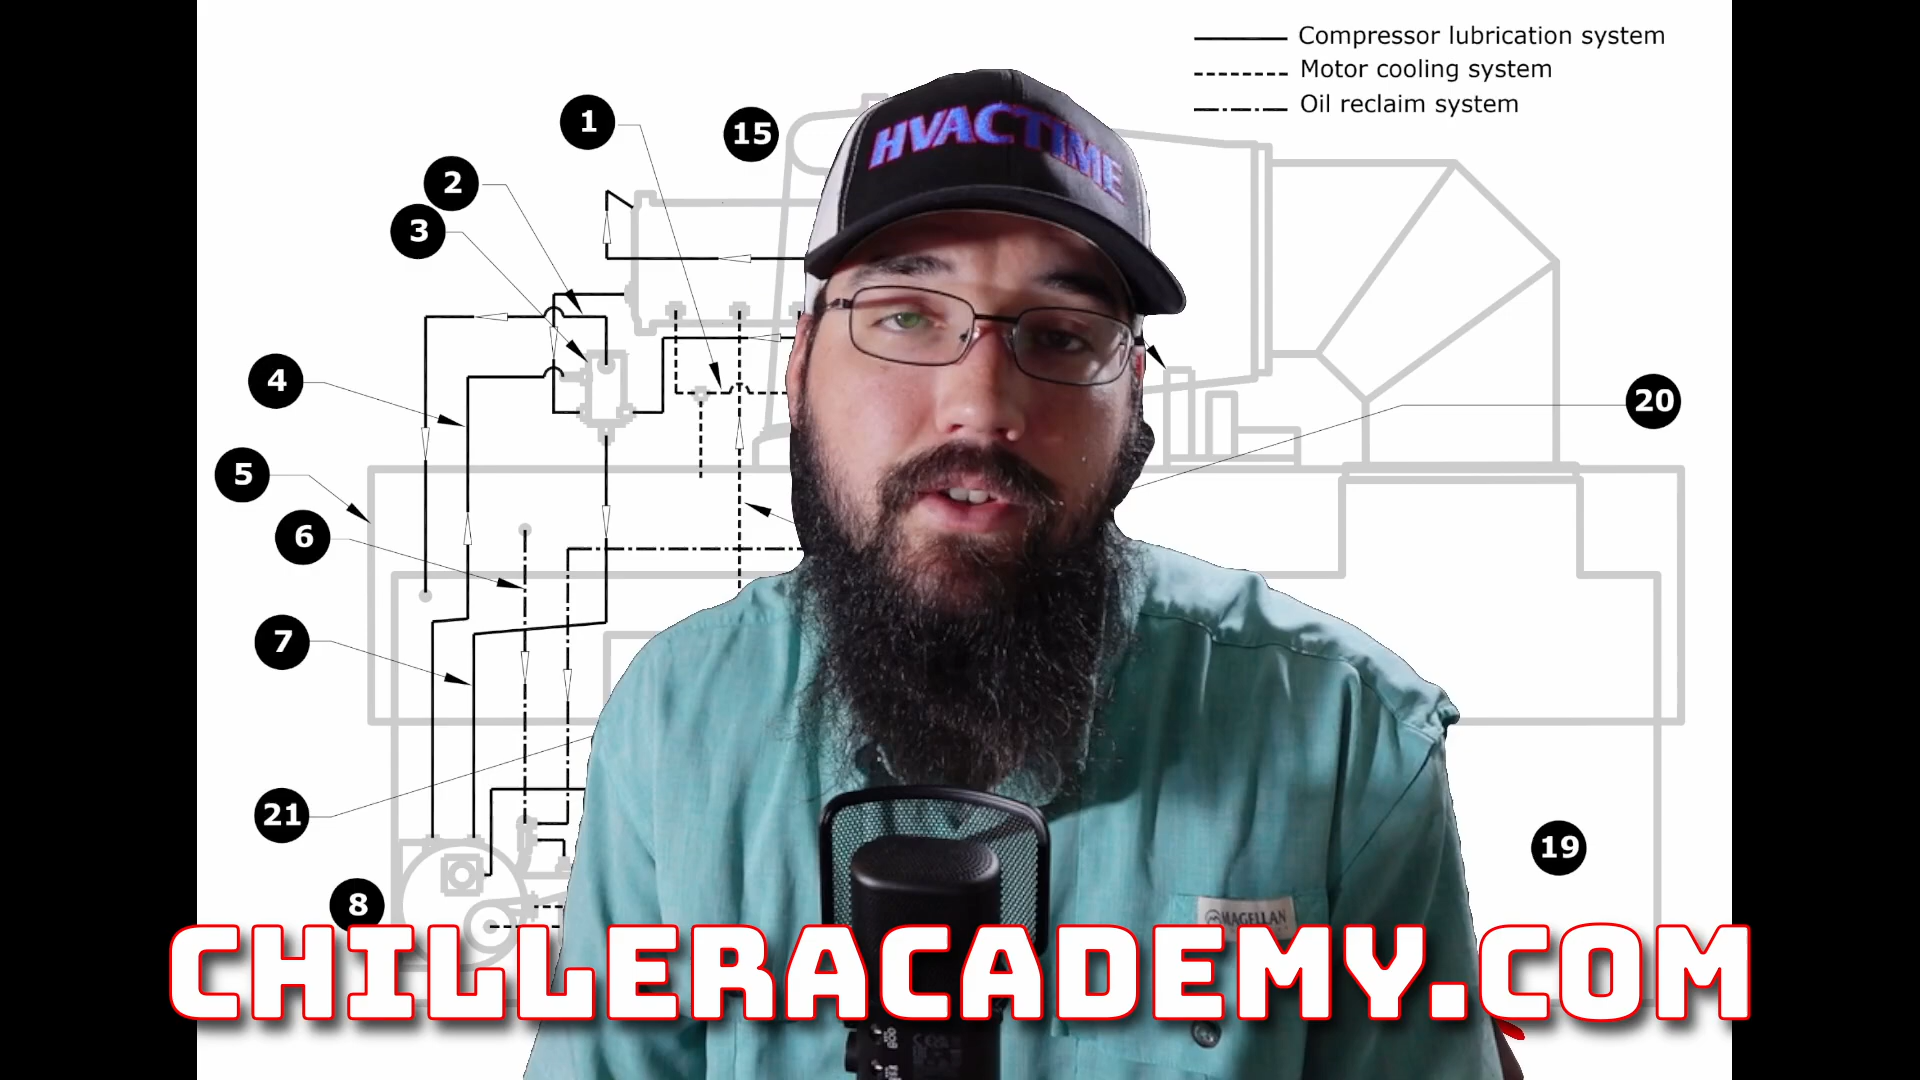 Compressor lubrication system
Motor cooling system
Oil reclaim system
1
15
2
3
HVACTIME
4
20
5
6
7
21
19
8
MAGELLAN
CHILLERACADEMY.COM